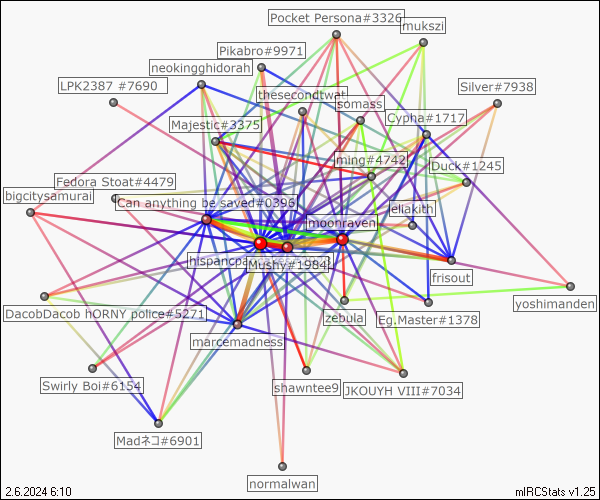 Pocket Persona#3326
mukszi
Pikabro#9971
neokingghidorah
LPK2387 #7690
thesecondtwat
Silver#7938
somass
Cypha#1717
Majestic#3375
ming#4742
Duck#1245
Fedora Stoat#4479
bigcitysamurai
Can anything be saved#0396
eliakith
moonraven
Mushy#1984
frisout
yoshimanden
DacobDacob hORNY police#5271
zebula
Eg.Master#1378
marcemadness
Swirly Boi#6154
shawntee9
JKOUYH VIII#7034
Madネコ#6901
normalwan
2.6.2024 6:10
mIRCStats v1.25